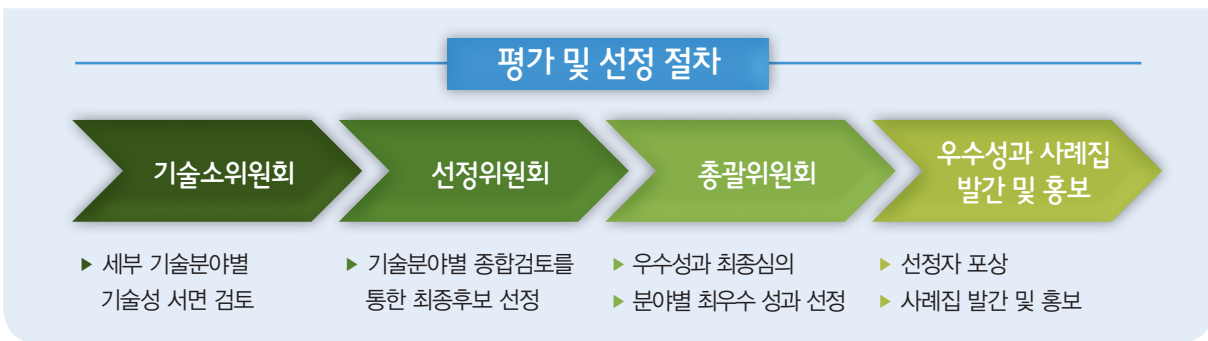 평가 및 선정 절차
기술소위원회
선정위원회
총괄위원회
우수성과 사례집
발간 및 홍보
▶ 세부 기술분야별
기술성 서면 검토
▶ 기술분야별 종합검토를
통한 최종후보 선정
▶ 우수성과 최종심의
▶ 분야별 최우수 성과 선정
▶ 선정자 포상
▶ 사례집 발간 및 홍보